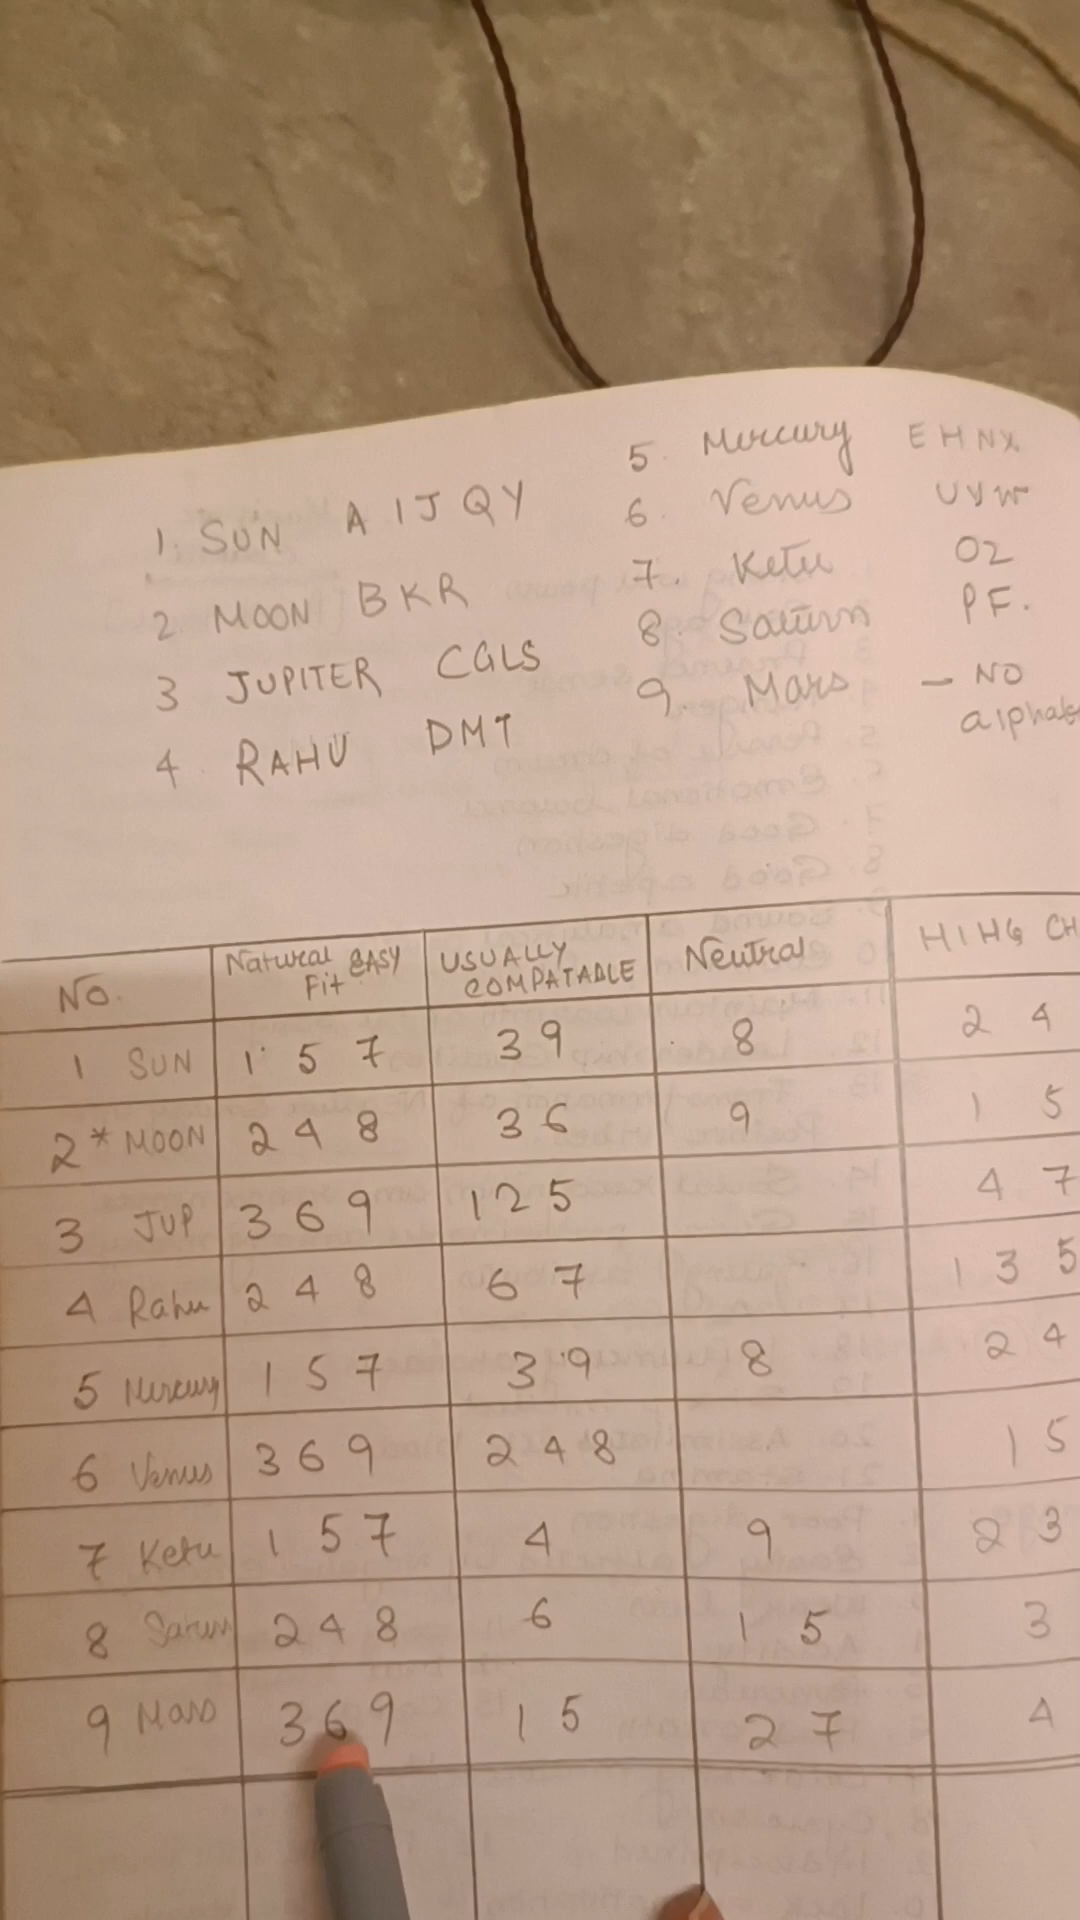 1. SUN A I J Q Y
2 MOON B K R
3 JUPITER C G L S
4. RAHU D M T
5. Mercury E H N X
6. Venus U V W
7. Ketu O Z
8. Saturn P F.
9. Mars - NO
alphabe
NO. Natural EASY Fit USUALLY COMPATABLE Neutral HIHG CH
1 SUN 1 5 7 3 9 8 2 4
2* MOON 2 4 8 3 6 9 1 5
3 JUP 3 6 9 1 2 5 4 7
4 Rahu 2 4 8 6 7 1 3 5
5 Mercury 1 5 7 3 9 8 2 4
6 Venus 3 6 9 2 4 8 1 5
7 Ketu 1 5 7 4 9 2 3
8 Saturn 2 4 8 6 1 5 3
9 Mars 3 6 9 1 5 2 7 4